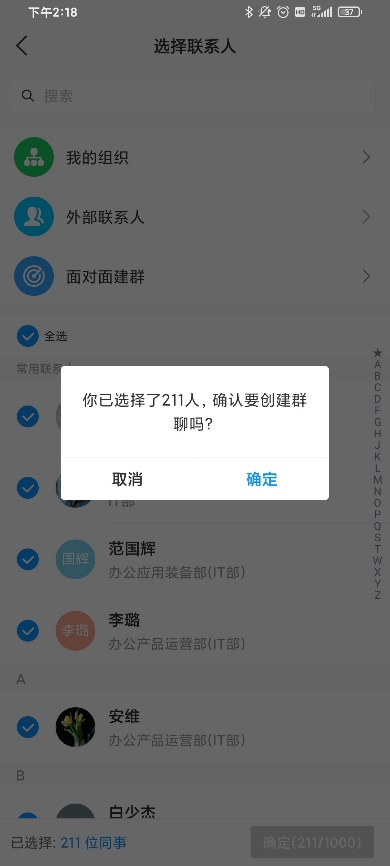 下午2:18
HD
5G
37
选择联系人
搜索
我的组织
外部联系人
面对面建群
全选
常用联系人
★
A
B
C
D
F
G
H
J
K
L
M
N
O
P
Q
S
T
W
X
Y
Z
你已选择了211人，确认要创建群
聊吗？
取消
确定
IT部
国辉
范国辉
办公应用装备部(IT部)
李璐
李璐
办公产品运营部(IT部)
A
安维
办公产品运营部(IT部)
B
白少杰
已选择: 211 位同事
确定(211/1000)